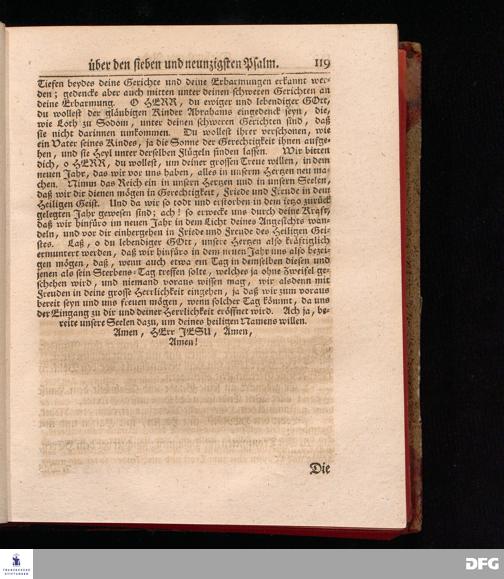 über den sieben und neunzigsten Psalm. 119
Tiefen beydes deine Gerichte und deine Erbarmungen erkannt wer-
den; gedencke aber auch mitten unter deinen schweren Gerichten an
deine Erbarmung. O HERR, du ewiger und lebendiger GOtt,
du wollest der gläubigen Kinder Abrahams eingedenck seyn, die,
wie Loth zu Sodom, unter deinen schweren Gerichten sind, daß
sie nicht darinnen umkommen. Du wollest ihrer verschonen, wie
ein Vater seines Kindes, ja die Sonne der Gerechtigkeit ihnen aufge-
hen, und sie Heyl unter derselben Flügeln finden lassen. Wir bitten
dich, o HERR, du wollest, um deiner grossen Treue willen, in dem
neuen Jahr, das wir vor uns haben, alles in unserm Hertzen neu ma-
chen. Nimm das Reich ein in unsern Hertzen und in unsern Seelen,
daß wir dir dienen mögen in Gerechtigkeit, Friede und Freude in dem
Heiligen Geist. Und da wir so todt und erstorben in dem ietzo zurück
gelegten Jahr gewesen sind; ach! so erwecke uns durch deine Kraft,
daß wir hinfüro im neuen Jahr in dem Licht deines Angesichts wan-
deln, und vor dir einhergehen in Friede und Freude des Heiligen Gei-
stes. Laß, o du lebendiger GOtt, unsere Hertzen also kräftiglich
ermuntert werden, daß wir hinfüro in dem neuen Jahr uns also bezei-
gen mögen, daß, wenn auch etwa ein Tag in demselben diesen und
jenen als sein Sterbens-Tag treffen solte, welches ja ohne Zweifel ge-
schehen wird, und niemand voraus wissen mag, wir alsdenn mit
Freuden in deine grosse Herrlichkeit eingehen, ja daß wir zum voraus
bereit seyn und uns freuen mögen, wenn solcher Tag kömmt, da uns
der Eingang zu dir und deiner Herrlichkeit eröffnet wird. Ach ja, be-
reite unsere Seelen dazu, um deines heiligen Namens willen.
Amen, HErr JESU, Amen,
Amen!
Die
FRANCKESCHE
STIFTUNGEN
DFG